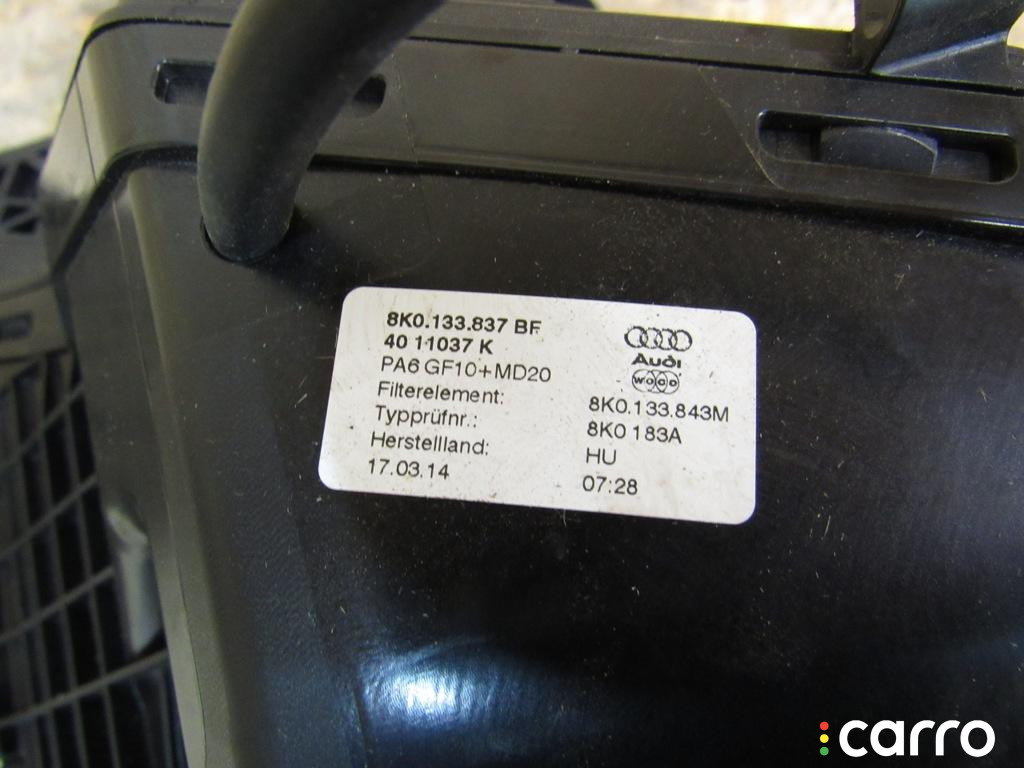 8K0.133.837 BF
40 11037 K
PA6 GF10+MD20
Audi
woco
Filterelement: 8K0.133.843M
Typprüfnr.: 8K0 183A
Herstellland: HU
17.03.14 07:28
carro